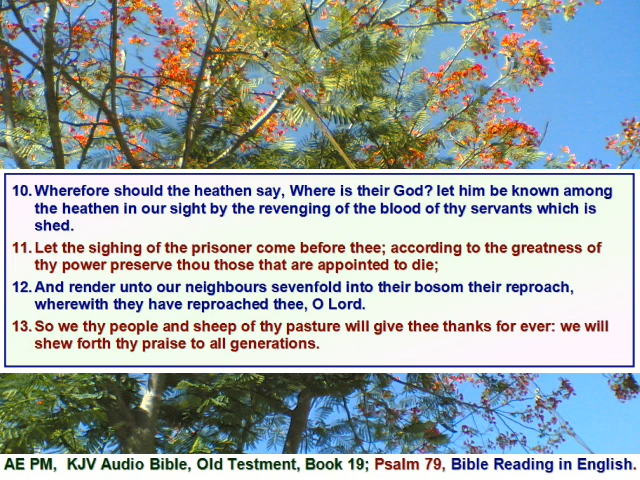 10. Wherefore should the heathen say, Where is their God? let him be known among
the heathen in our sight by the revenging of the blood of thy servants which is
shed.
11. Let the sighing of the prisoner come before thee; according to the greatness of
thy power preserve thou those that are appointed to die;
12. And render unto our neighbours sevenfold into their bosom their reproach,
wherewith they have reproached thee, O Lord.
13. So we thy people and sheep of thy pasture will give thee thanks for ever: we will
shew forth thy praise to all generations.
AE PM, KJV Audio Bible, Old Testment, Book 19; Psalm 79, Bible Reading in English.